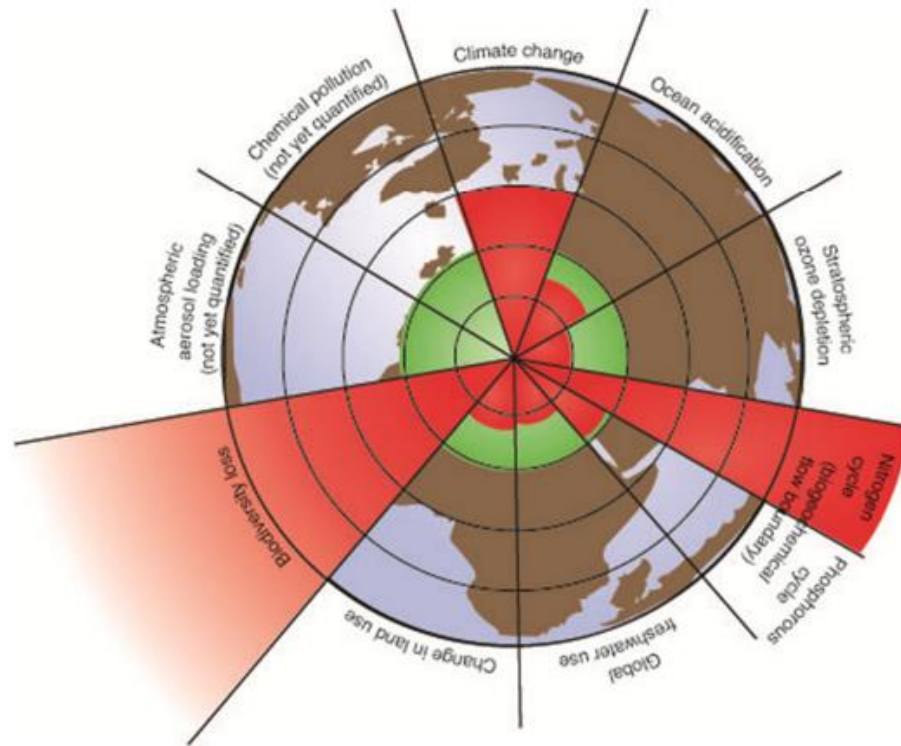 Climate change
Ocean acidification
Stratospheric
ozone depletion
Nitrogen
cycle
(biogeochemical
flow boundary)
Phosphorous
cycle
Global
freshwater use
Change in land use
Biodiversity loss
Atmospheric
aerosol loading
(not yet quantified)
Chemical pollution
(not yet quantified)